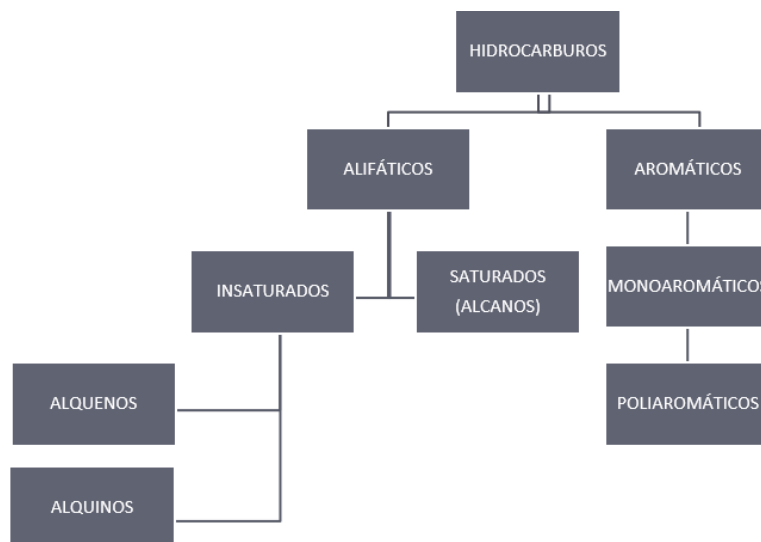 HIDROCARBUROS
ALIFÁTICOS
AROMÁTICOS
INSATURADOS
SATURADOS
(ALCANOS)
MONOAROMÁTICOS
ALQUENOS
POLIAROMÁTICOS
ALQUINOS